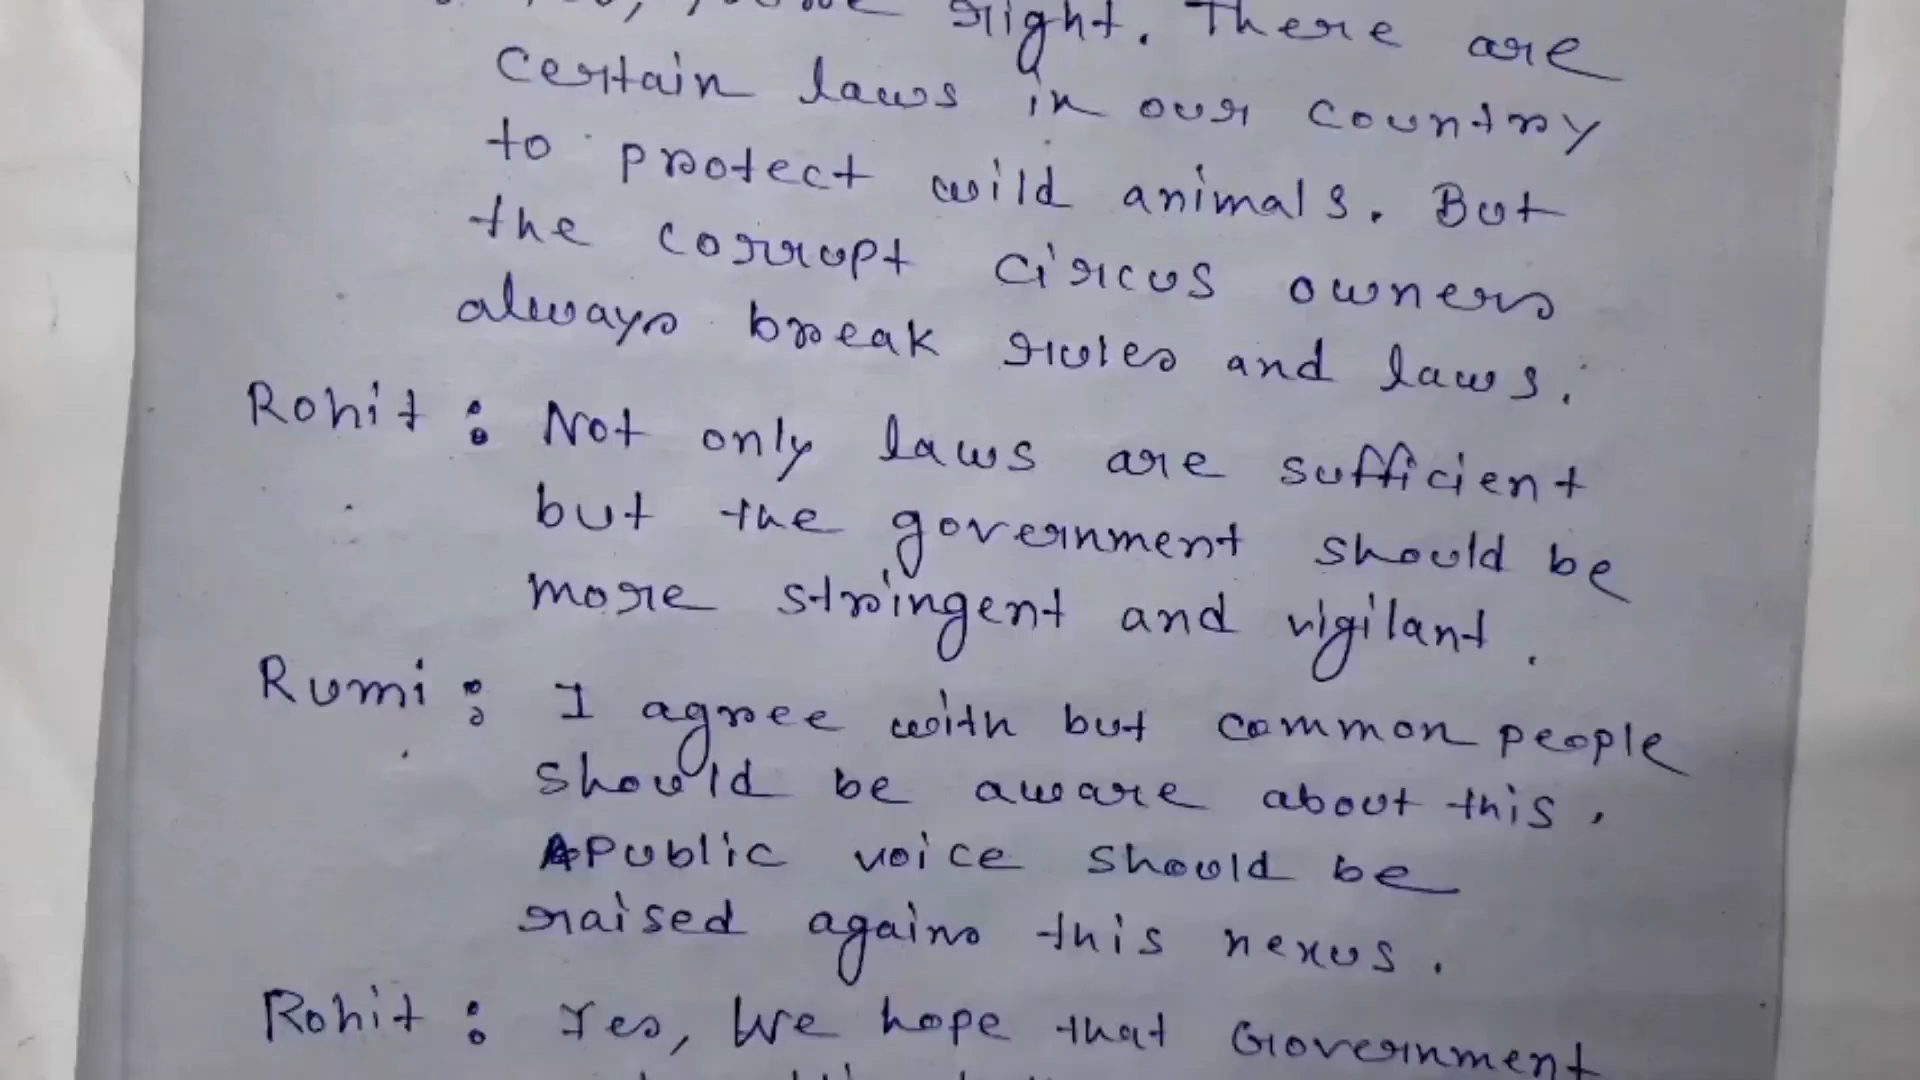 right. There are
certain laws in our country
to protect wild animals. But
the corrupt circus owners
always break rules and laws.
Rohit : Not only laws are sufficient
but the government should be
more stringent and vigilant.
Rumi : I agree with but common people
should be aware about this.
A Public voice should be
raised agains this nexus.
Rohit : Yes, We hope that Government